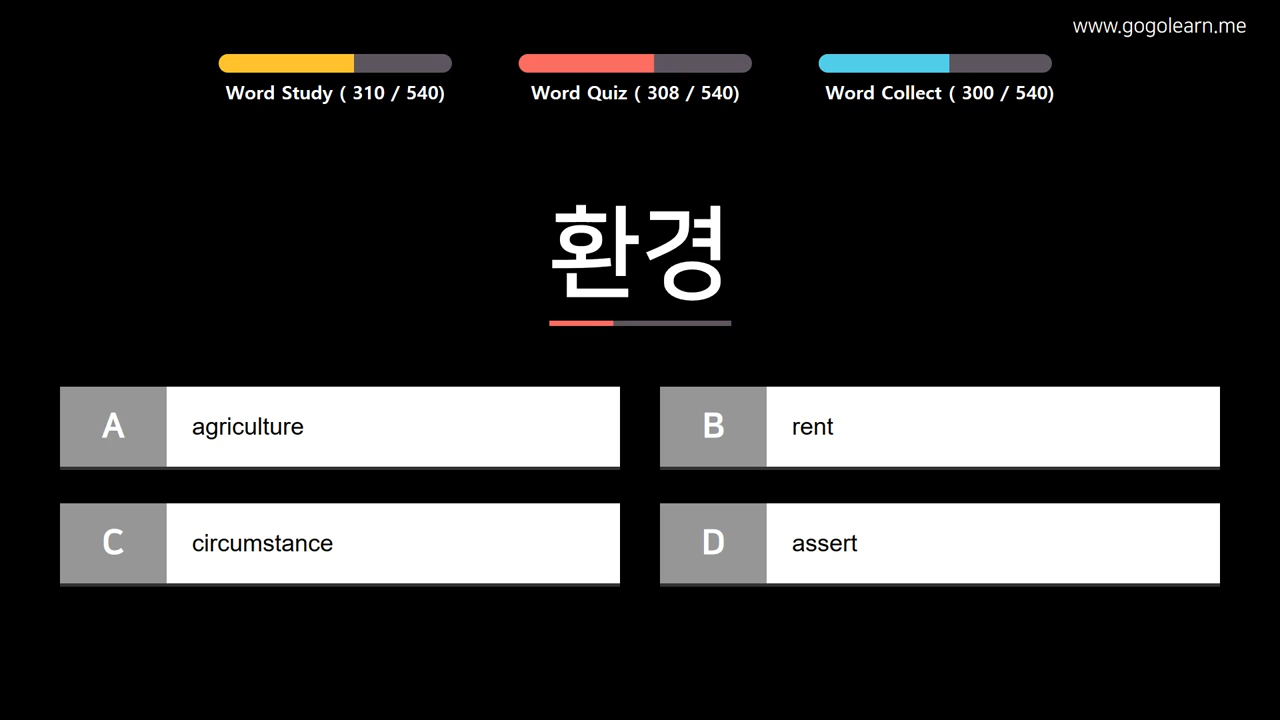 www.gogolearn.me
Word Study ( 310 / 540)
Word Quiz ( 308 / 540)
Word Collect ( 300 / 540)
환경
A agriculture
B rent
C circumstance
D assert